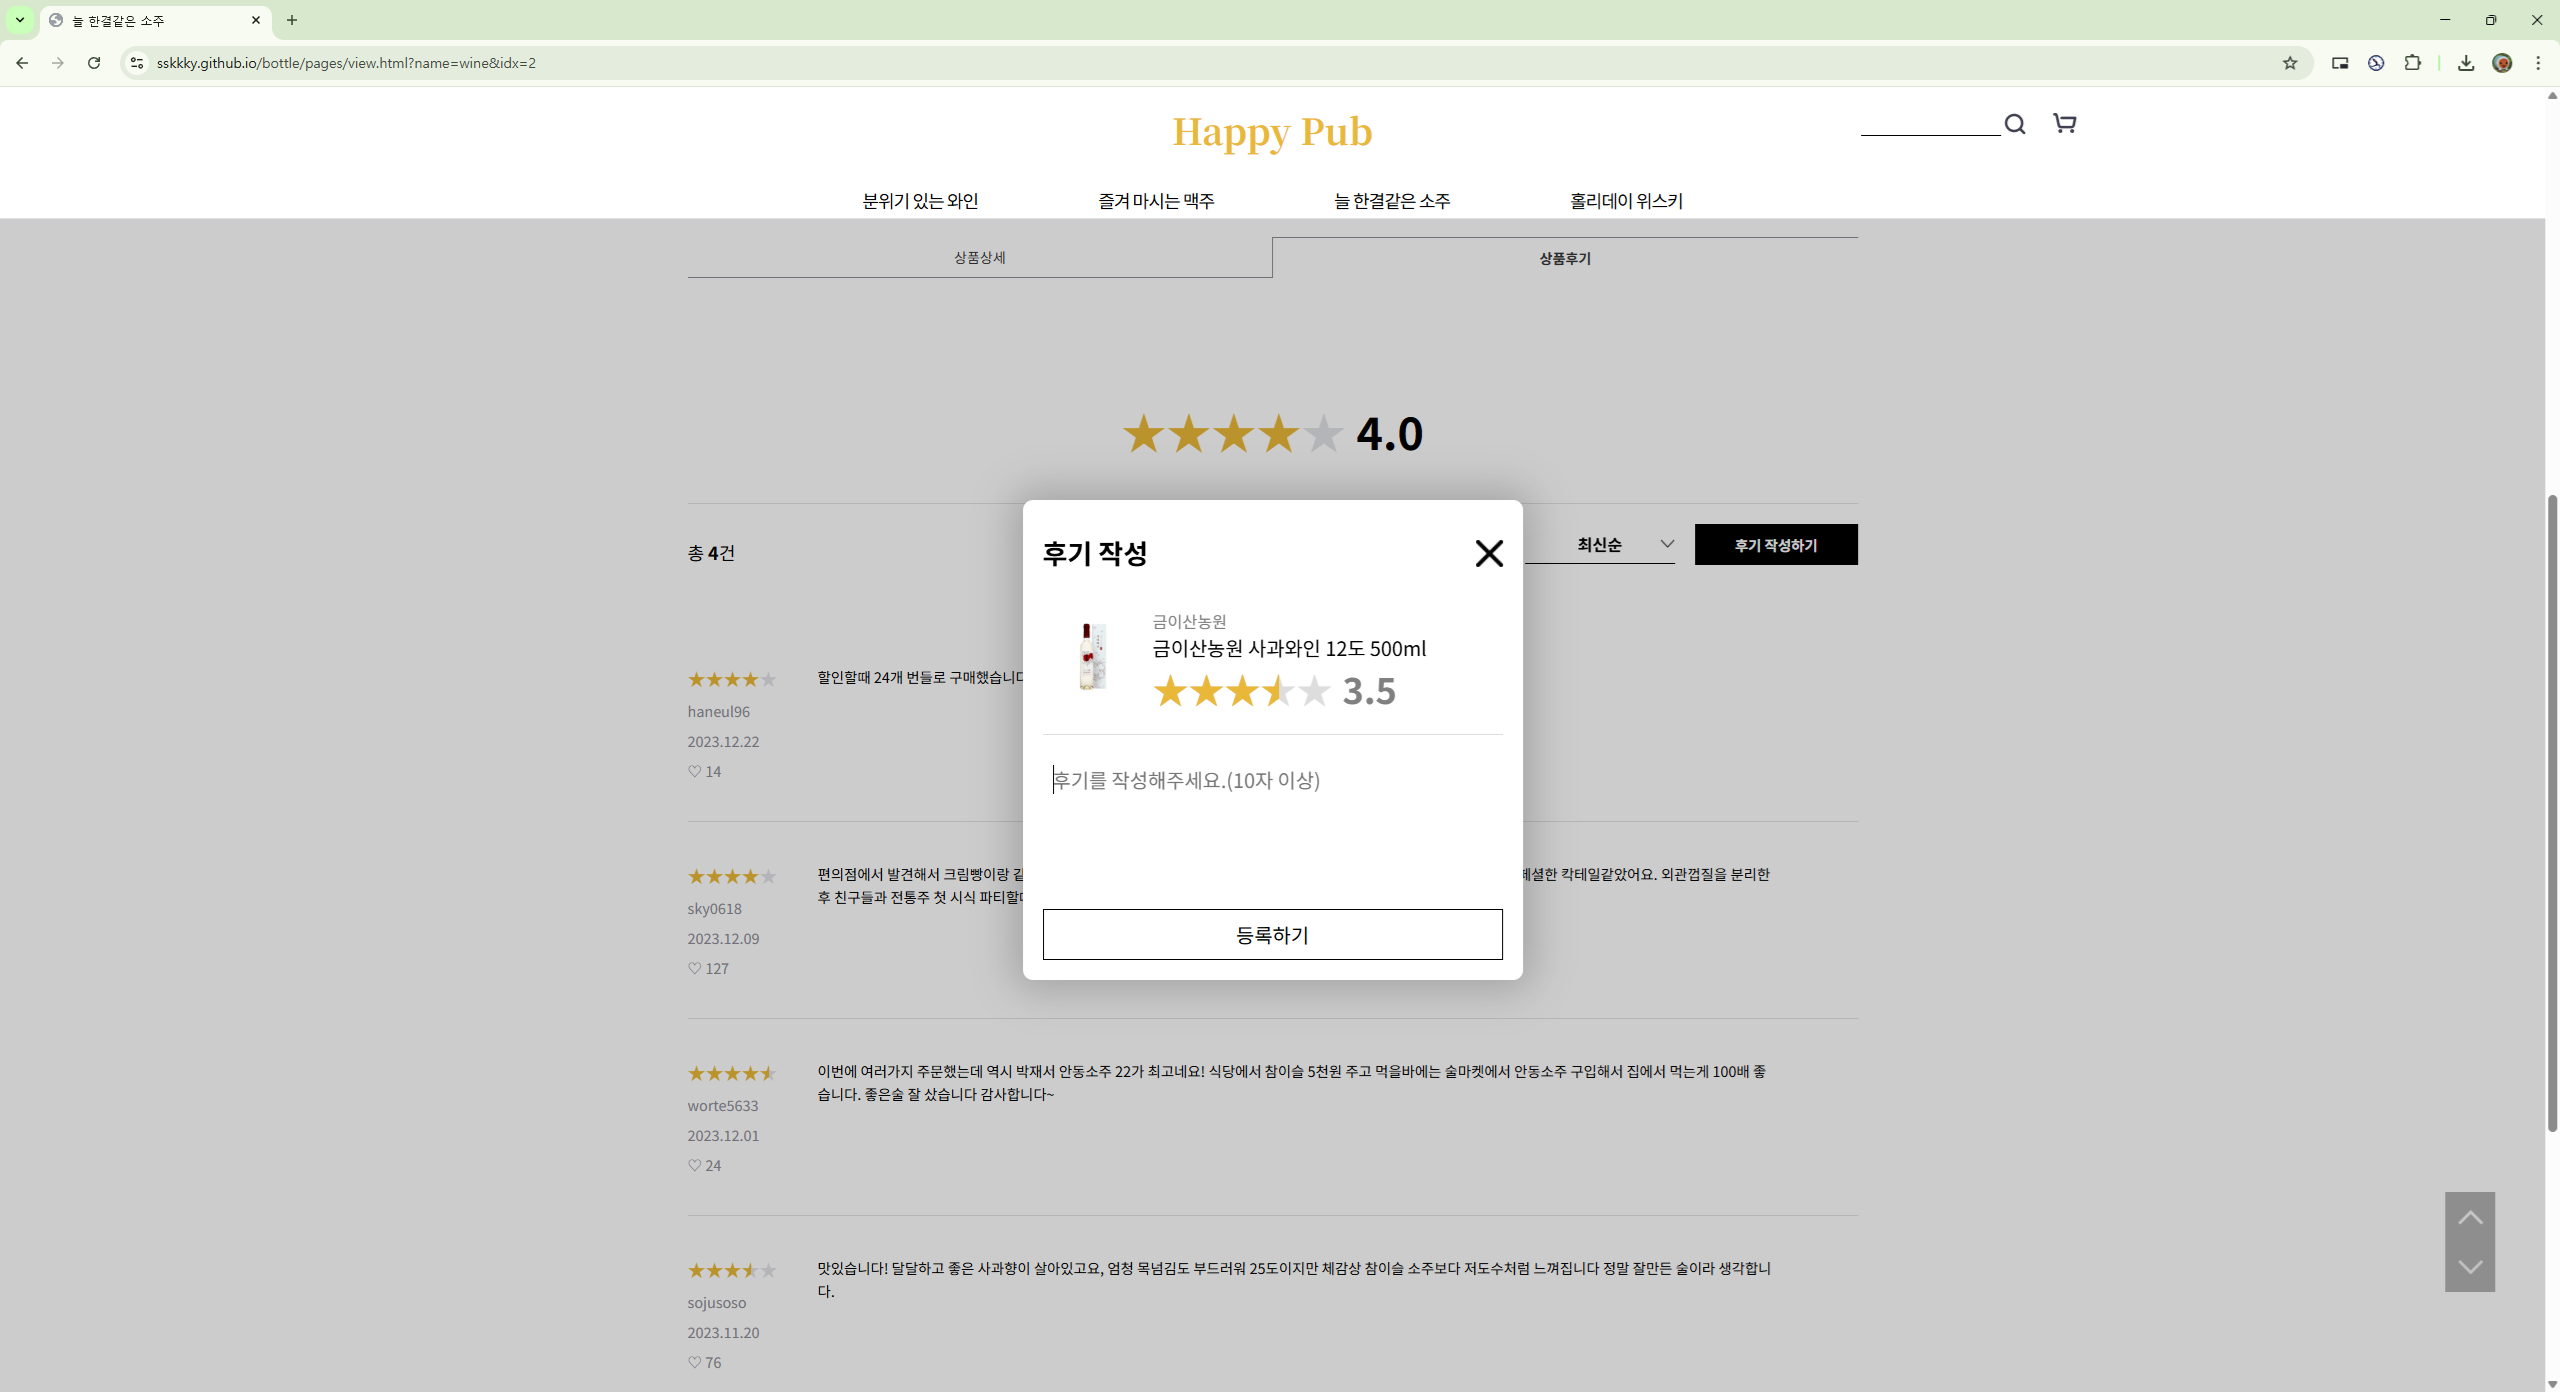 늘 한결같은 소주
sskkky.github.io/bottle/pages/view.html?name=wine&idx=2
Happy Pub
분위기 있는 와인
즐겨 마시는 맥주
늘 한결같은 소주
홀리데이 위스키
상품상세
상품후기
4.0
총 4건
최신순
후기 작성하기
후기 작성
금이산농원
금이산농원 사과와인 12도 500ml
3.5
후기를 작성해주세요.(10자 이상)
등록하기
할인할때 24개 번들로 구매했습니다
haneul96
2023.12.22
♡ 14
편의점에서 발견해서 크림빵이랑
페셜한 칵테일같았어요. 외관껍질을 분리한
후 친구들과 전통주 첫 시식 파티할
sky0618
2023.12.09
♡ 127
이번에 여러가지 주문했는데 역시 박재서 안동소주 22가 최고네요! 식당에서 참이슬 5천원 주고 먹을바에는 술마켓에서 안동소주 구입해서 집에서 먹는게 100배 좋
습니다. 좋은술 잘 샀습니다 감사합니다~
worte5633
2023.12.01
♡ 24
맛있습니다! 달달하고 좋은 사과향이 살아있고요, 엄청 목넘김도 부드러워 25도이지만 체감상 참이슬 소주보다 저도수처럼 느껴집니다 정말 잘만든 술이라 생각합니
다.
sojusoso
2023.11.20
♡ 76